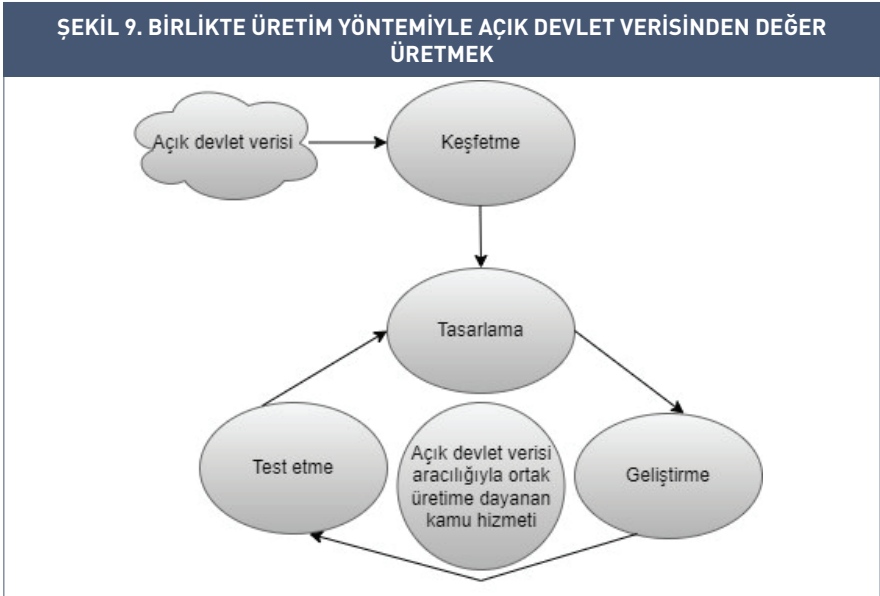 ŞEKİL 9. BİRLİKTE ÜRETİM YÖNTEMİYLE AÇIK DEVLET VERİSİNDEN DEĞER
ÜRETMEK
Açık devlet verisi
Keşfetme
Tasarlama
Test etme
Açık devlet verisi
aracılığıyla ortak
üretime dayanan
kamu hizmeti
Geliştirme